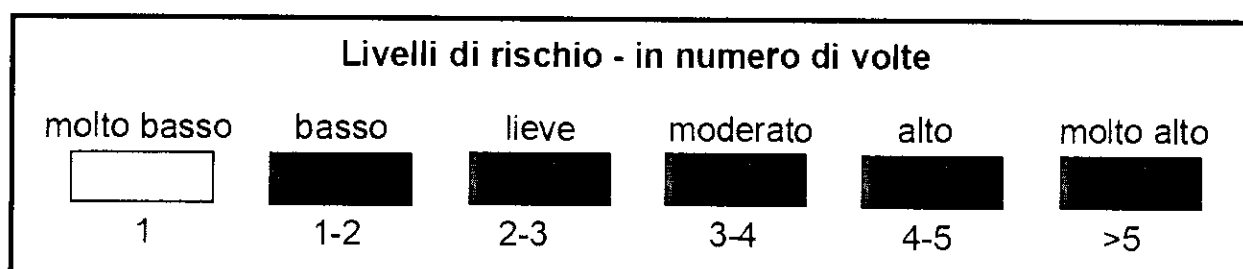 Livelli di rischio - in numero di volte
molto basso basso lieve moderato alto molto alto
1 1-2 2-3 3-4 4-5 >5